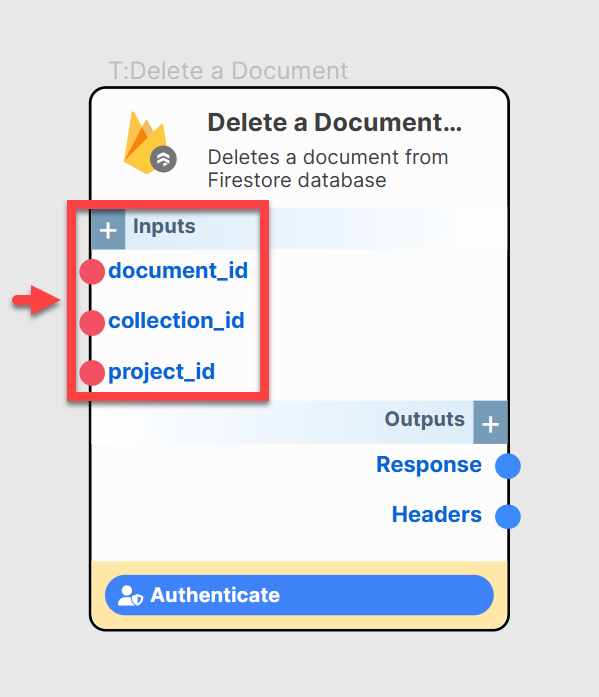 T:Delete a Document
Delete a Document...
Deletes a document from
Firestore database
+ Inputs
document_id
collection_id
project_id
Outputs +
Response
Headers
Authenticate